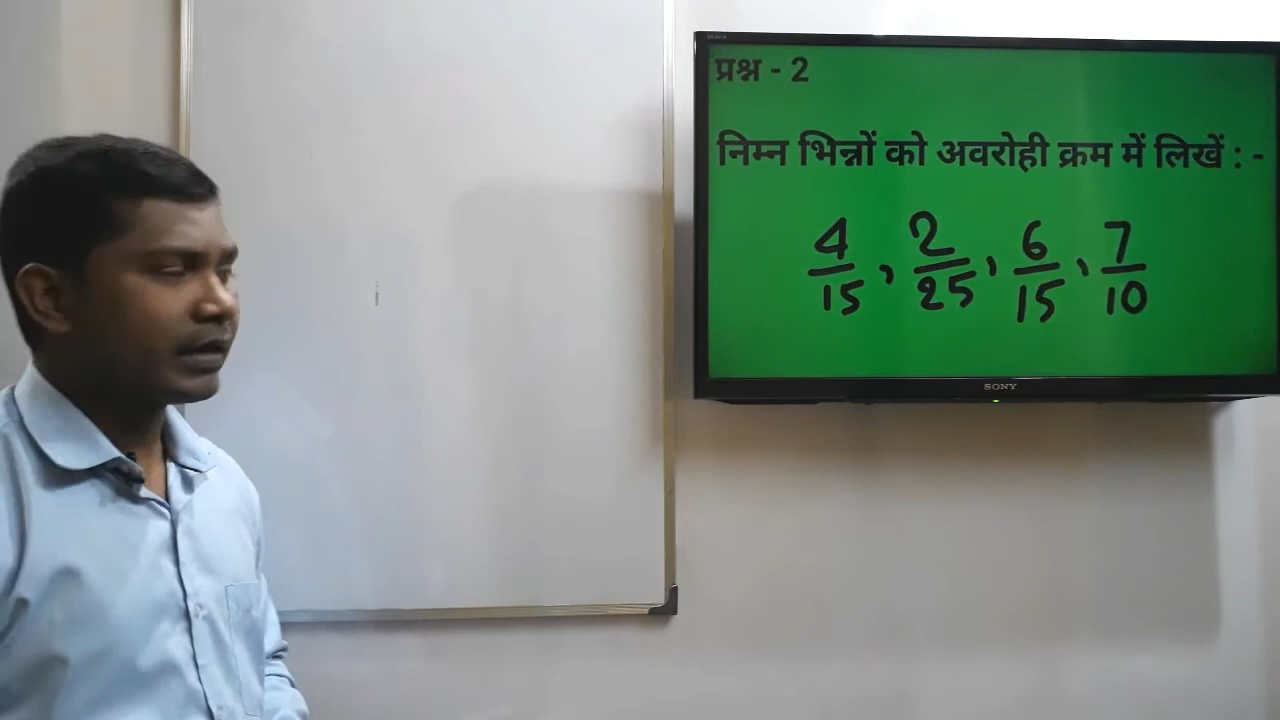 प्रश्न - 2
निम्न भिन्नों को अवरोही क्रम में लिखें : -
4/15, 2/25, 6/15, 7/10
SONY